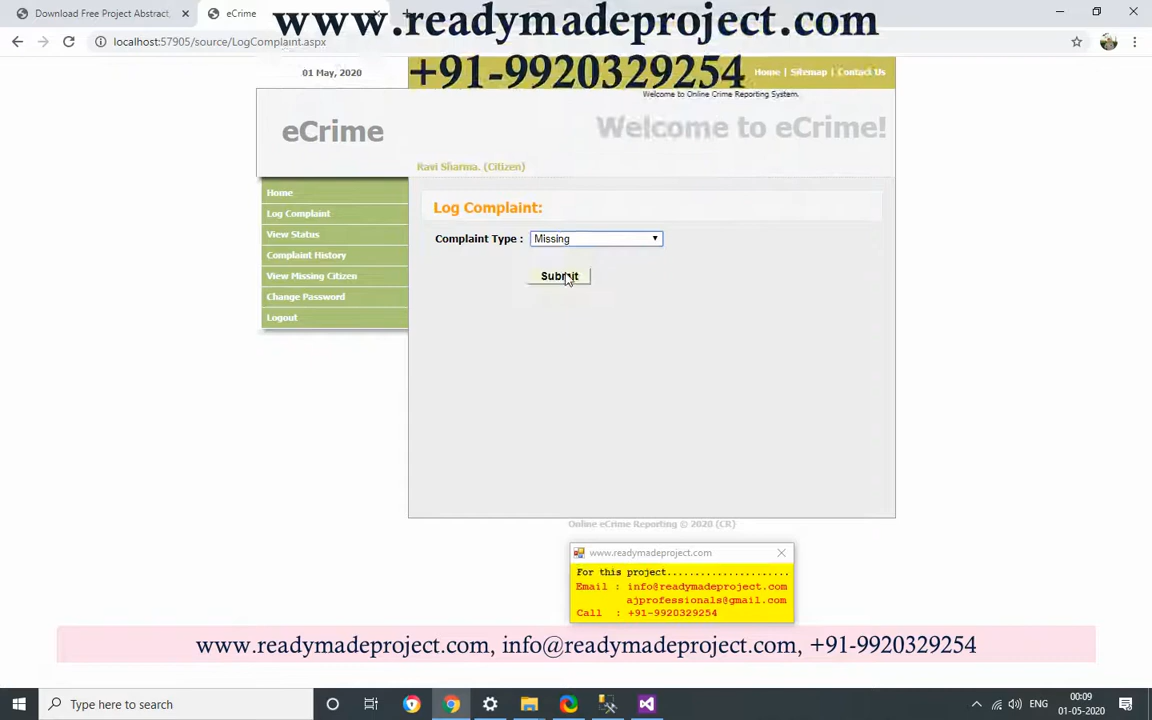 Download Free Project Abstract,
eCrime
www.readymadeproject.com
localhost:57905/source/LogComplaint.aspx
01 May, 2020
+91-9920329254
Home | Sitemap | Contact Us
Welcome to Online Crime Reporting System.
eCrime
Welcome to eCrime!
Ravi Sharma. (Citizen)
Home
Log Complaint
View Status
Complaint History
View Missing Citizen
Change Password
Logout
Log Complaint:
Complaint Type : Missing
Submit
Online eCrime Reporting © 2020 (CR)
www.readymadeproject.com
For this project......................
Email : info@readymadeproject.com
ajprofessionals@gmail.com
Call : +91-9920329254
www.readymadeproject.com, info@readymadeproject.com, +91-9920329254
Type here to search
ENG
00:09
01-05-2020